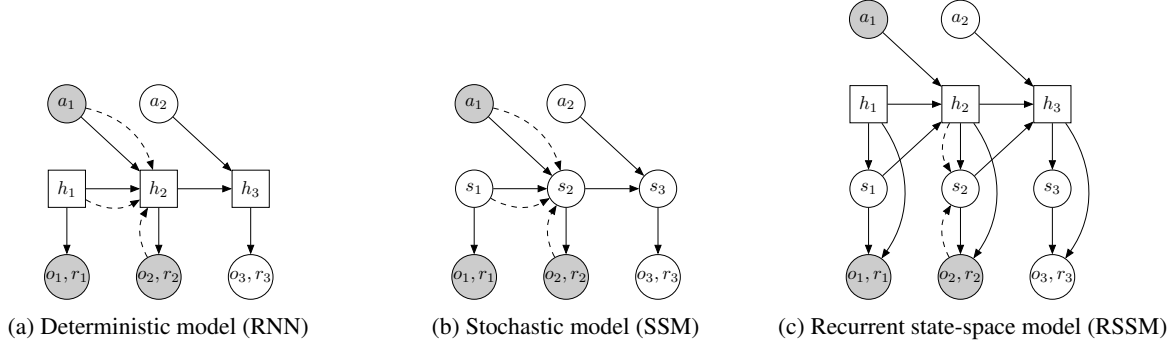 a₁ a₂
h₁ h₂ h₃
o₁, r₁ o₂, r₂ o₃, r₃
(a) Deterministic model (RNN)
a₁ a₂
s₁ s₂ s₃
o₁, r₁ o₂, r₂ o₃, r₃
(b) Stochastic model (SSM)
a₁ a₂
h₁ h₂ h₃
s₁ s₂ s₃
o₁, r₁ o₂, r₂ o₃, r₃
(c) Recurrent state-space model (RSSM)